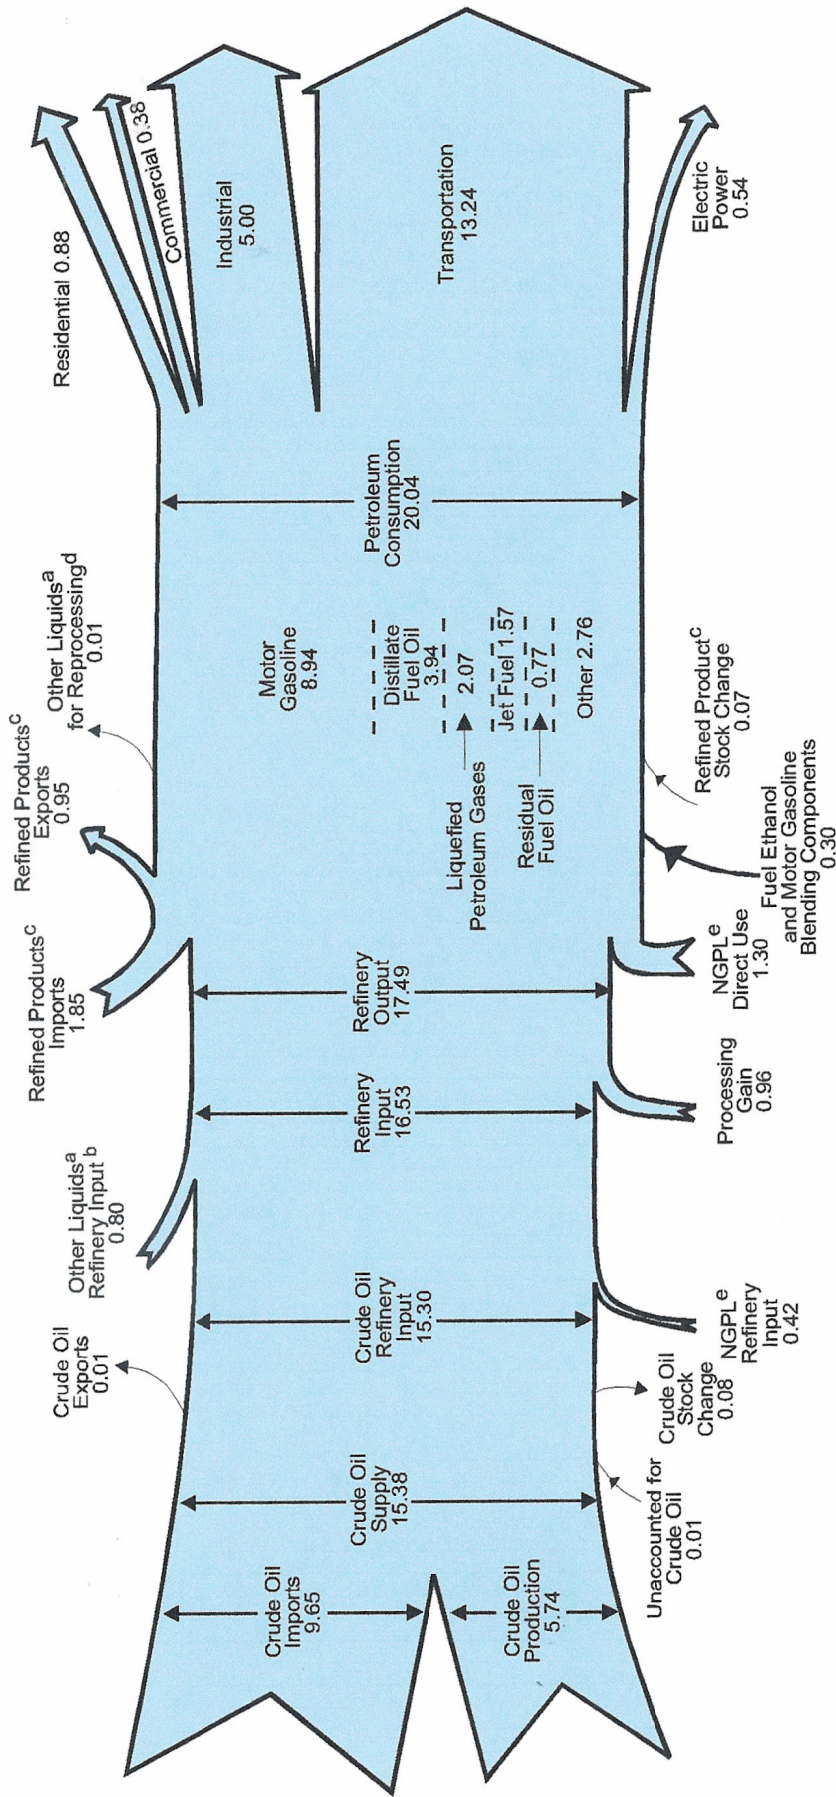 Crude Oil
Imports
9.65
Crude Oil
Production
5.74
Crude Oil
Supply
15.38
Unaccounted for
Crude Oil
0.01
Crude Oil
Exports
0.01
Crude Oil
Stock
Change
0.08
Crude Oil
Refinery
Input
15.30
NGPLe
Refinery
Input
0.42
Other Liquidsa
Refinery Input b
0.80
Refinery
Input
16.53
Processing
Gain
0.96
Refinery
Output
17.49
Refined Productsc
Imports
1.85
NGPLe
Direct Use
1.30
Refined Productsc
Exports
0.95
Fuel Ethanol
and Motor Gasoline
Blending Components
0.30
Other Liquidsa
for Reprocessingd
0.01
Refined Productc
Stock Change
0.07
Motor
Gasoline
8.94
Distillate
Fuel Oil
3.94
Liquefied
Petroleum Gases
2.07
Jet Fuel 1.57
Residual
Fuel Oil
0.77
Other 2.76
Petroleum
Consumption
20.04
Residential 0.88
Commercial 0.38
Industrial
5.00
Transportation
13.24
Electric
Power
0.54